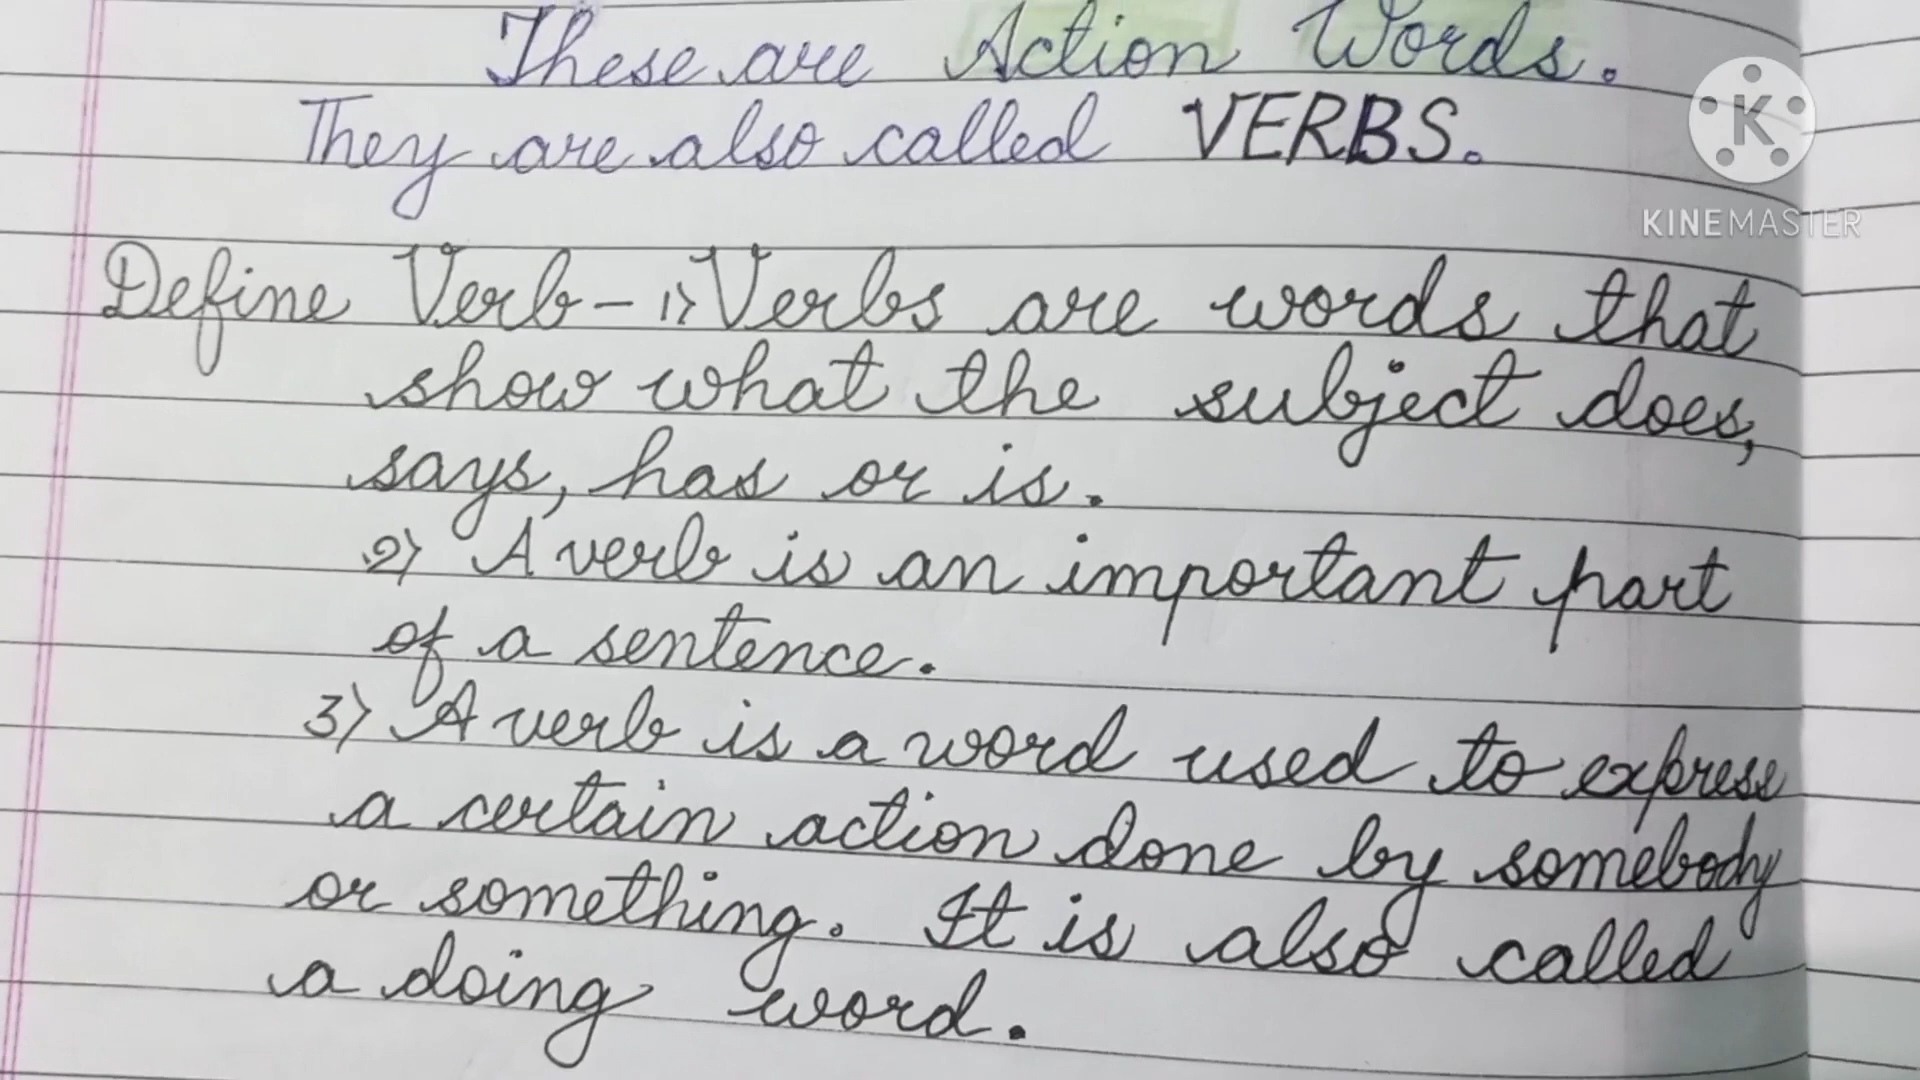 These are Action Words.
They are also called VERBS.
K
KINEMASTER
Define Verb - 1) Verbs are words that
show what the subject does,
says, has or is.
2) A verb is an important part
of a sentence.
3) A verb is a word used to express
a certain action done by somebody
or something. It is also called
a doing word.